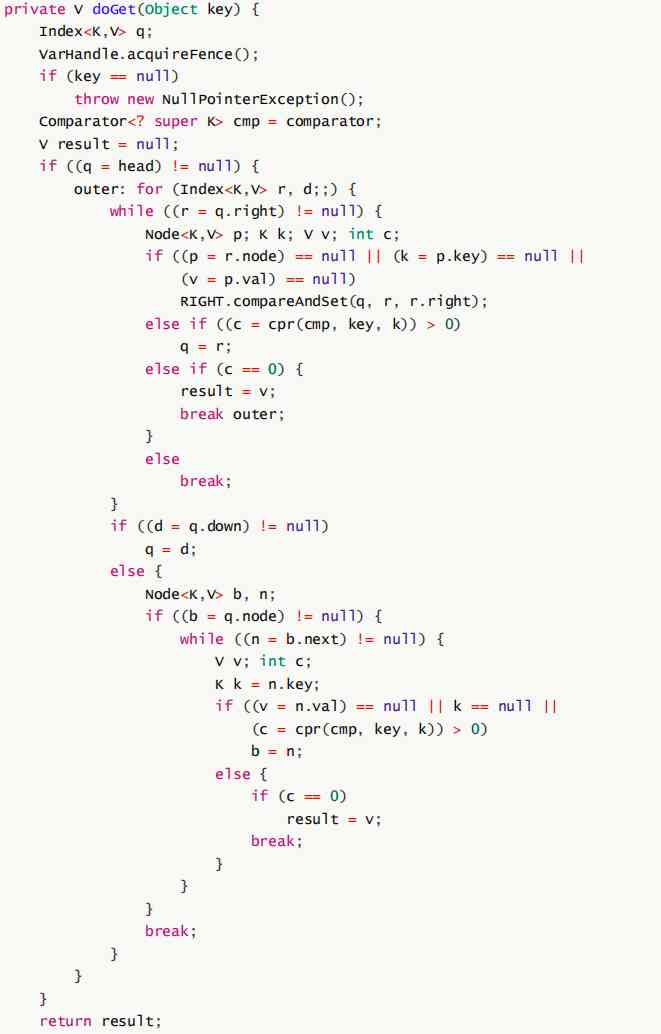 private V doGet(Object key) {
    Index<K,V> q;
    VarHandle.acquireFence();
    if (key == null)
        throw new NullPointerException();
    Comparator<? super K> cmp = comparator;
    V result = null;
    if ((q = head) != null) {
        outer: for (Index<K,V> r, d;;) {
            while ((r = q.right) != null) {
                Node<K,V> p; K k; V v; int c;
                if ((p = r.node) == null || (k = p.key) == null ||
                    (v = p.val) == null)
                    RIGHT.compareAndSet(q, r, r.right);
                else if ((c = cpr(cmp, key, k)) > 0)
                    q = r;
                else if (c == 0) {
                    result = v;
                    break outer;
                }
                else
                    break;
            }
            if ((d = q.down) != null)
                q = d;
            else {
                Node<K,V> b, n;
                if ((b = q.node) != null) {
                    while ((n = b.next) != null) {
                        V v; int c;
                        K k = n.key;
                        if ((v = n.val) == null || k == null ||
                            (c = cpr(cmp, key, k)) > 0)
                            b = n;
                        else {
                            if (c == 0)
                                result = v;
                            break;
                        }
                    }
                }
                break;
            }
        }
    }
    return result;